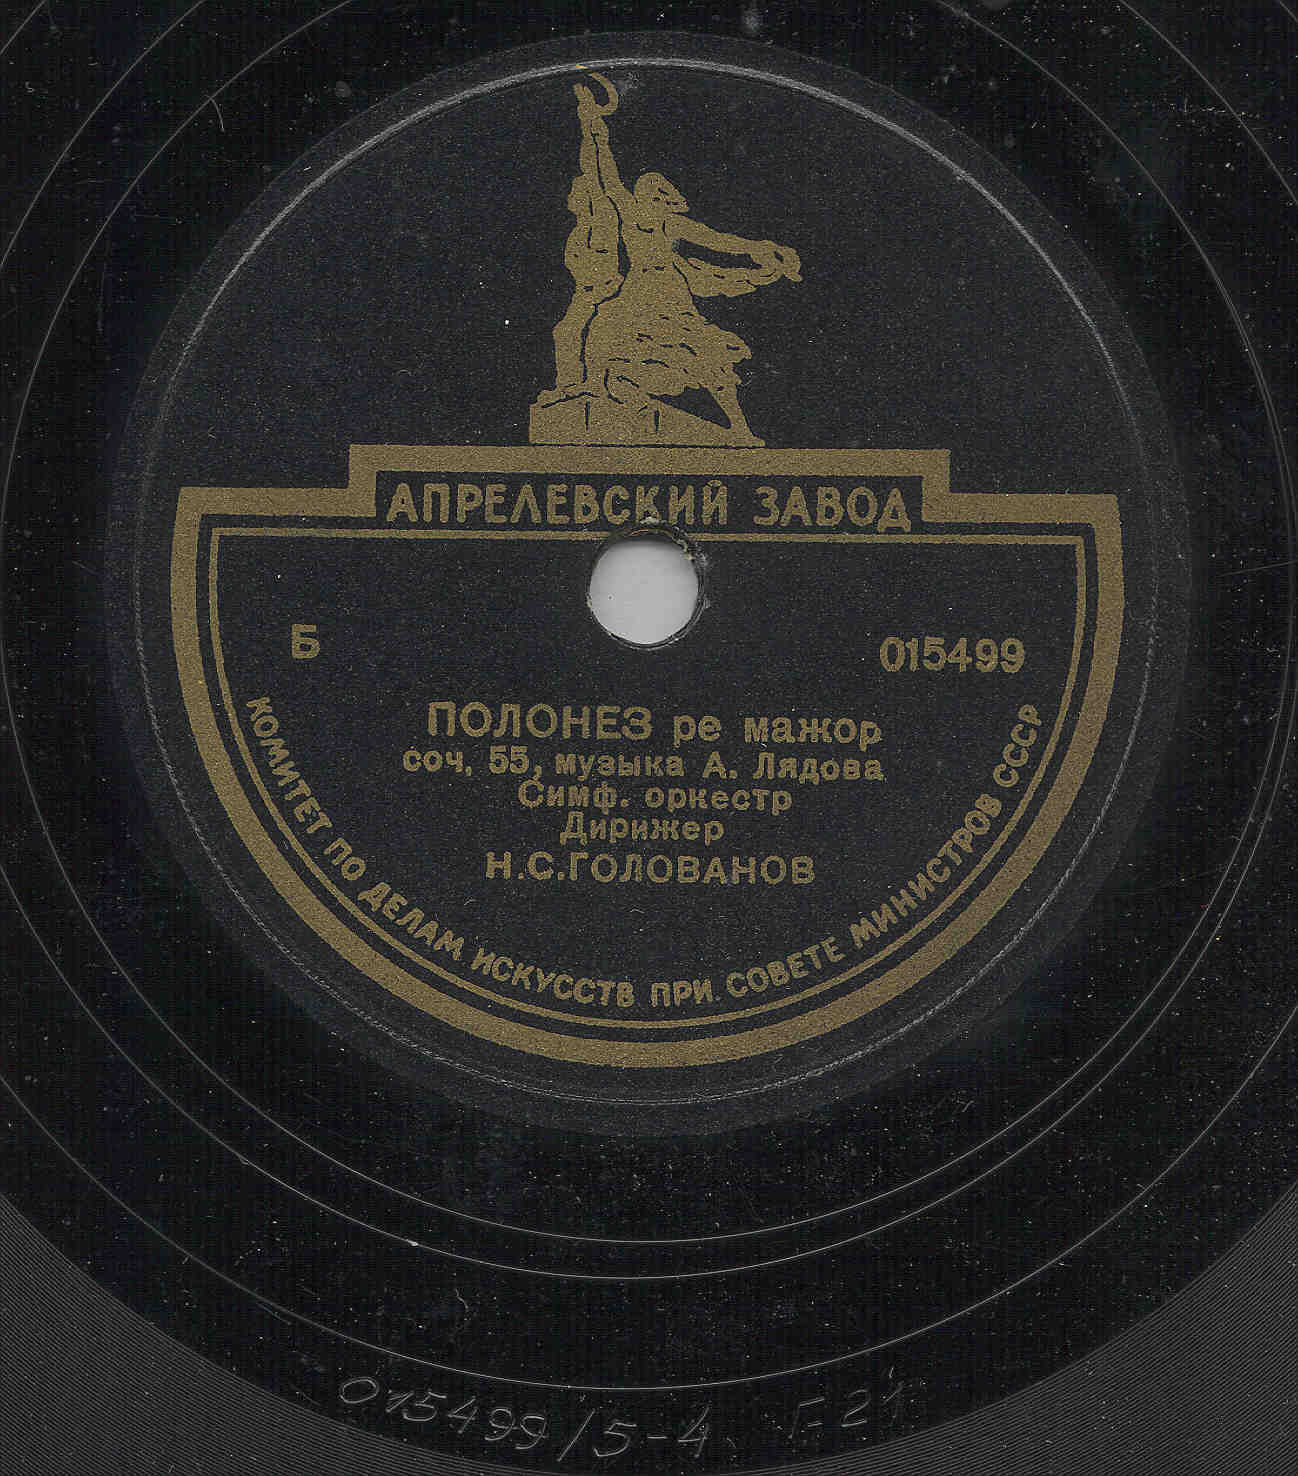 АПРЕЛЕВСКИЙ ЗАВОД
Б
015499
ПОЛОНЕЗ ре мажор
соч. 55, музыка А. Лядова
Симф. оркестр
Дирижер
Н.С.ГОЛОВАНОВ
КОМИТЕТ ПО ДЕЛАМ ИСКУССТВ ПРИ СОВЕТЕ МИНИСТРОВ СССР
015499/5-4 Г-21